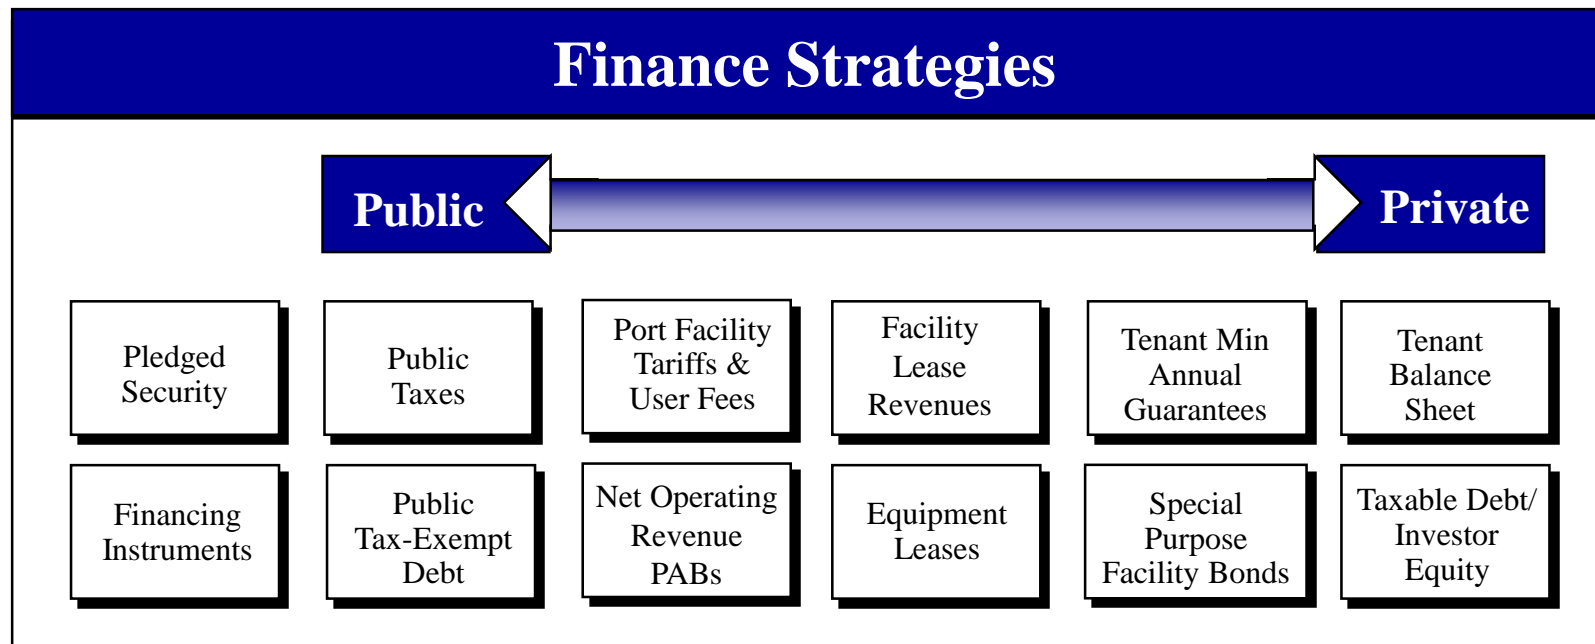 Finance Strategies
Public
Private
Pledged
Security
Public
Taxes
Port Facility
Tariffs &
User Fees
Facility
Lease
Revenues
Tenant Min
Annual
Guarantees
Tenant
Balance
Sheet
Financing
Instruments
Public
Tax-Exempt
Debt
Net Operating
Revenue
PABs
Equipment
Leases
Special
Purpose
Facility Bonds
Taxable Debt/
Investor
Equity